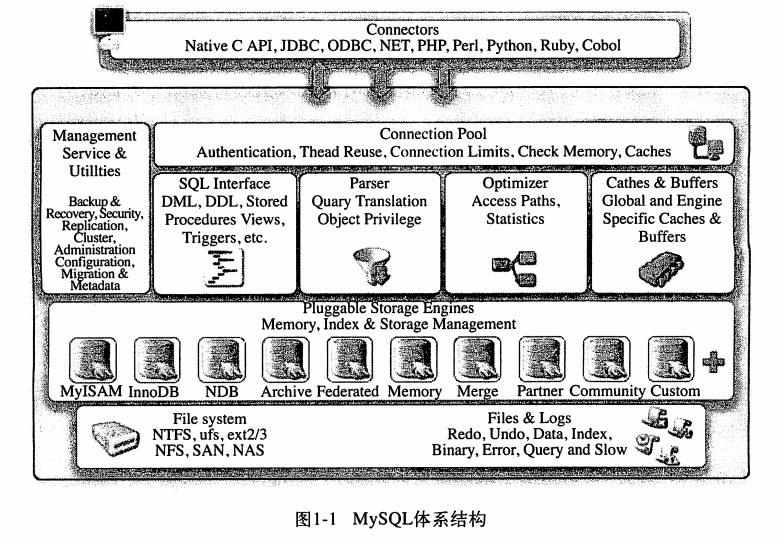 Connectors
Native C API, JDBC, ODBC, NET, PHP, Perl, Python, Ruby, Cobol
Management
Service &
Utillties
Backup &
Recovery, Security,
Replication,
Cluster,
Administration
Configuration,
Migration &
Metadata
Connection Pool
Authentication, Thead Reuse, Connection Limits, Check Memory, Caches
SQL Interface
DML, DDL, Stored
Procedures Views,
Triggers, etc.
Parser
Quary Translation
Object Privilege
Optimizer
Access Paths,
Statistics
Cathes & Buffers
Global and Engine
Specific Caches &
Buffers
Pluggable Storage Engines
Memory, Index & Storage Management
MyISAM InnoDB NDB Archive Federated Memory Merge Partner Community Custom
File system
NTFS, ufs, ext2/3
NFS, SAN, NAS
Files & Logs
Redo, Undo, Data, Index,
Binary, Error, Query and Slow
图1-1 MySQL体系结构